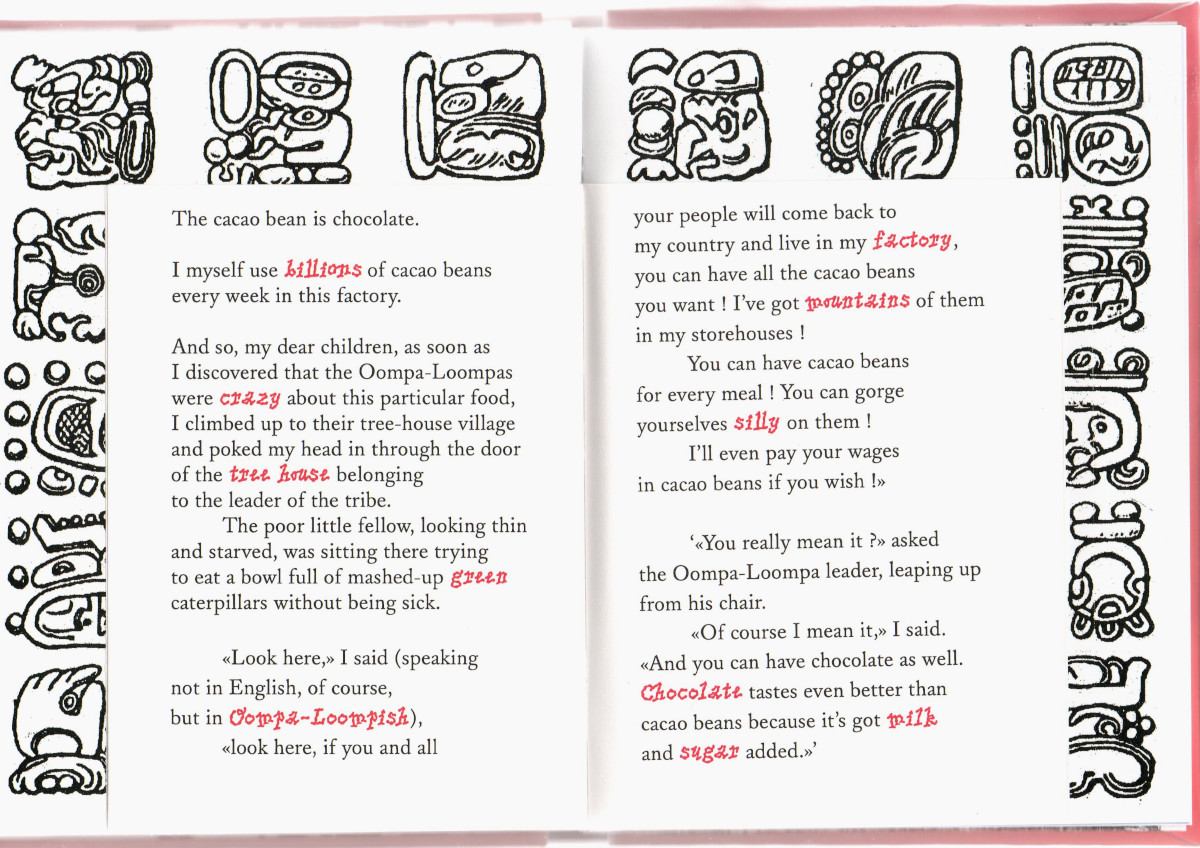 The cacao bean is chocolate.
I myself use billions of cacao beans
every week in this factory.
And so, my dear children, as soon as
I discovered that the Oompa-Loompas
were crazy about this particular food,
I climbed up to their tree-house village
and poked my head in through the door
of the tree house belonging
to the leader of the tribe.
The poor little fellow, looking thin
and starved, was sitting there trying
to eat a bowl full of mashed-up green
caterpillars without being sick.
«Look here,» I said (speaking
not in English, of course,
but in Oompa-Loompish),
«look here, if you and all
your people will come back to
my country and live in my factory,
you can have all the cacao beans
you want ! I've got mountains of them
in my storehouses !
You can have cacao beans
for every meal ! You can gorge
yourselves silly on them !
I'll even pay your wages
in cacao beans if you wish !»
‘«You really mean it ?» asked
the Oompa-Loompa leader, leaping up
from his chair.
«Of course I mean it,» I said.
«And you can have chocolate as well.
Chocolate tastes even better than
cacao beans because it's got milk
and sugar added.»’